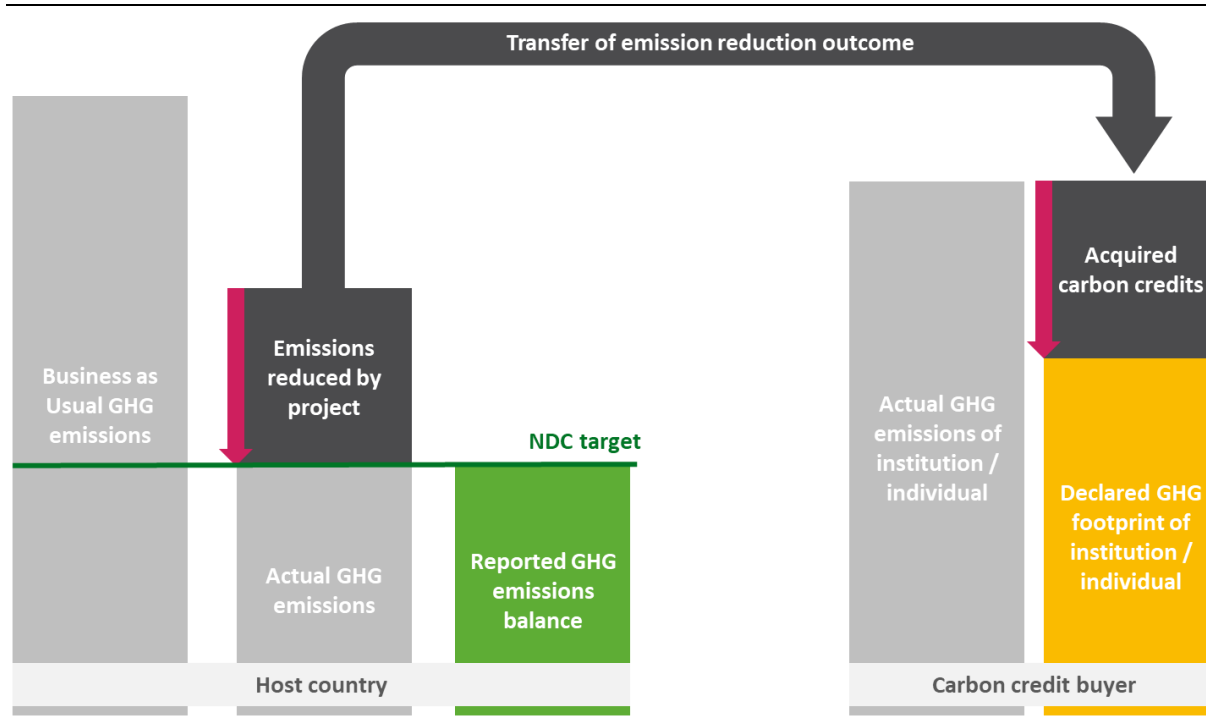 Transfer of emission reduction outcome
Business as
Usual GHG
emissions
Emissions
reduced by
project
NDC target
Actual GHG
emissions
Reported GHG
emissions
balance
Host country
Actual GHG
emissions of
institution /
individual
Acquired
carbon credits
Declared GHG
footprint of
institution /
individual
Carbon credit buyer